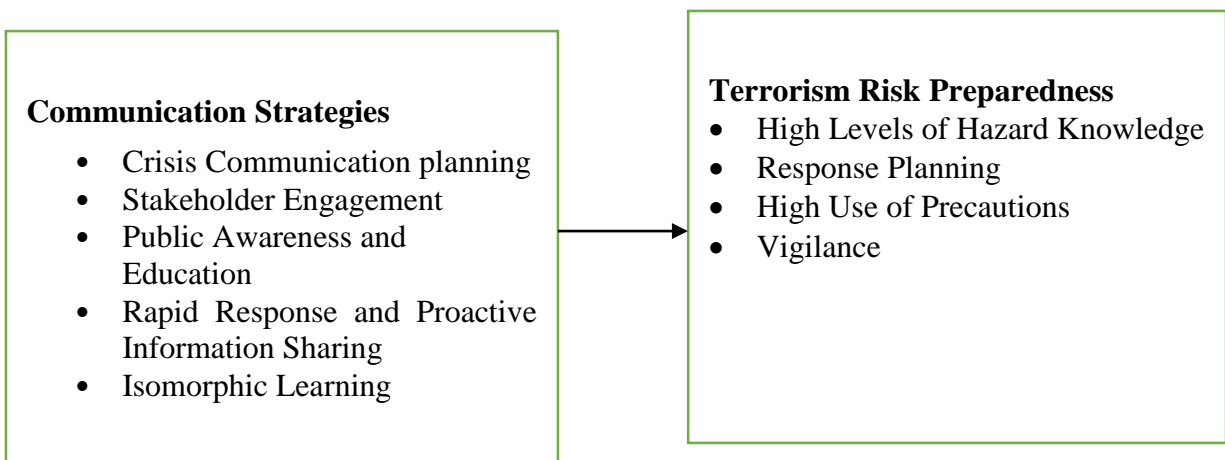 Communication Strategies
• Crisis Communication planning
• Stakeholder Engagement
• Public Awareness and
Education
• Rapid Response and Proactive
Information Sharing
• Isomorphic Learning
Terrorism Risk Preparedness
• High Levels of Hazard Knowledge
• Response Planning
• High Use of Precautions
• Vigilance